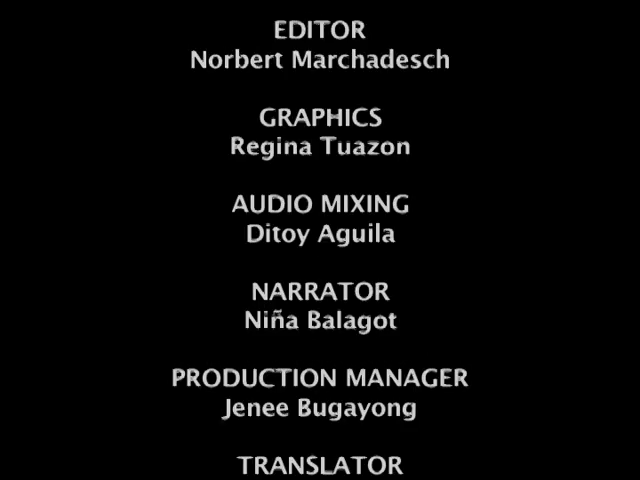 EDITOR
Norbert Marchadesch
GRAPHICS
Regina Tuazon
AUDIO MIXING
Ditoy Aguila
NARRATOR
Niña Balagot
PRODUCTION MANAGER
Jenee Bugayong
TRANSLATOR